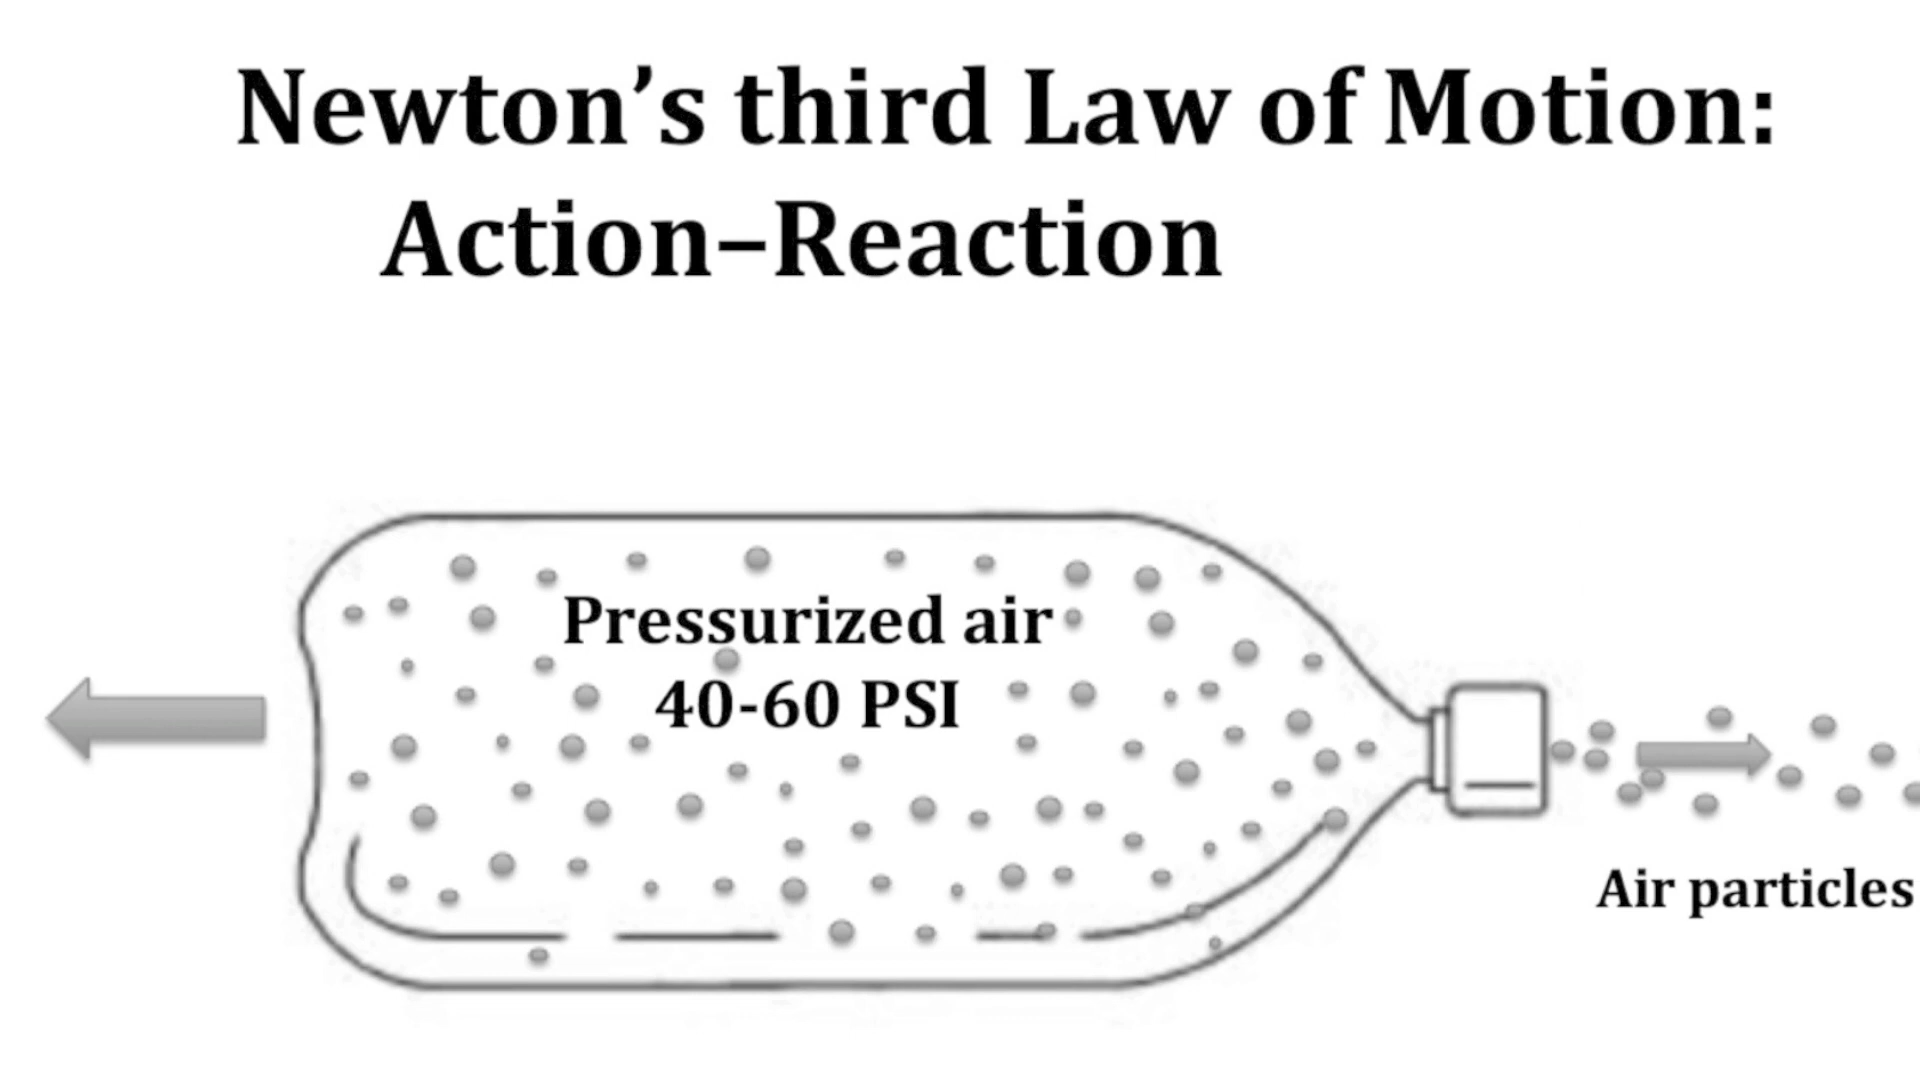 Newton’s third Law of Motion:
Action–Reaction
Pressurized air
40-60 PSI
Air particles